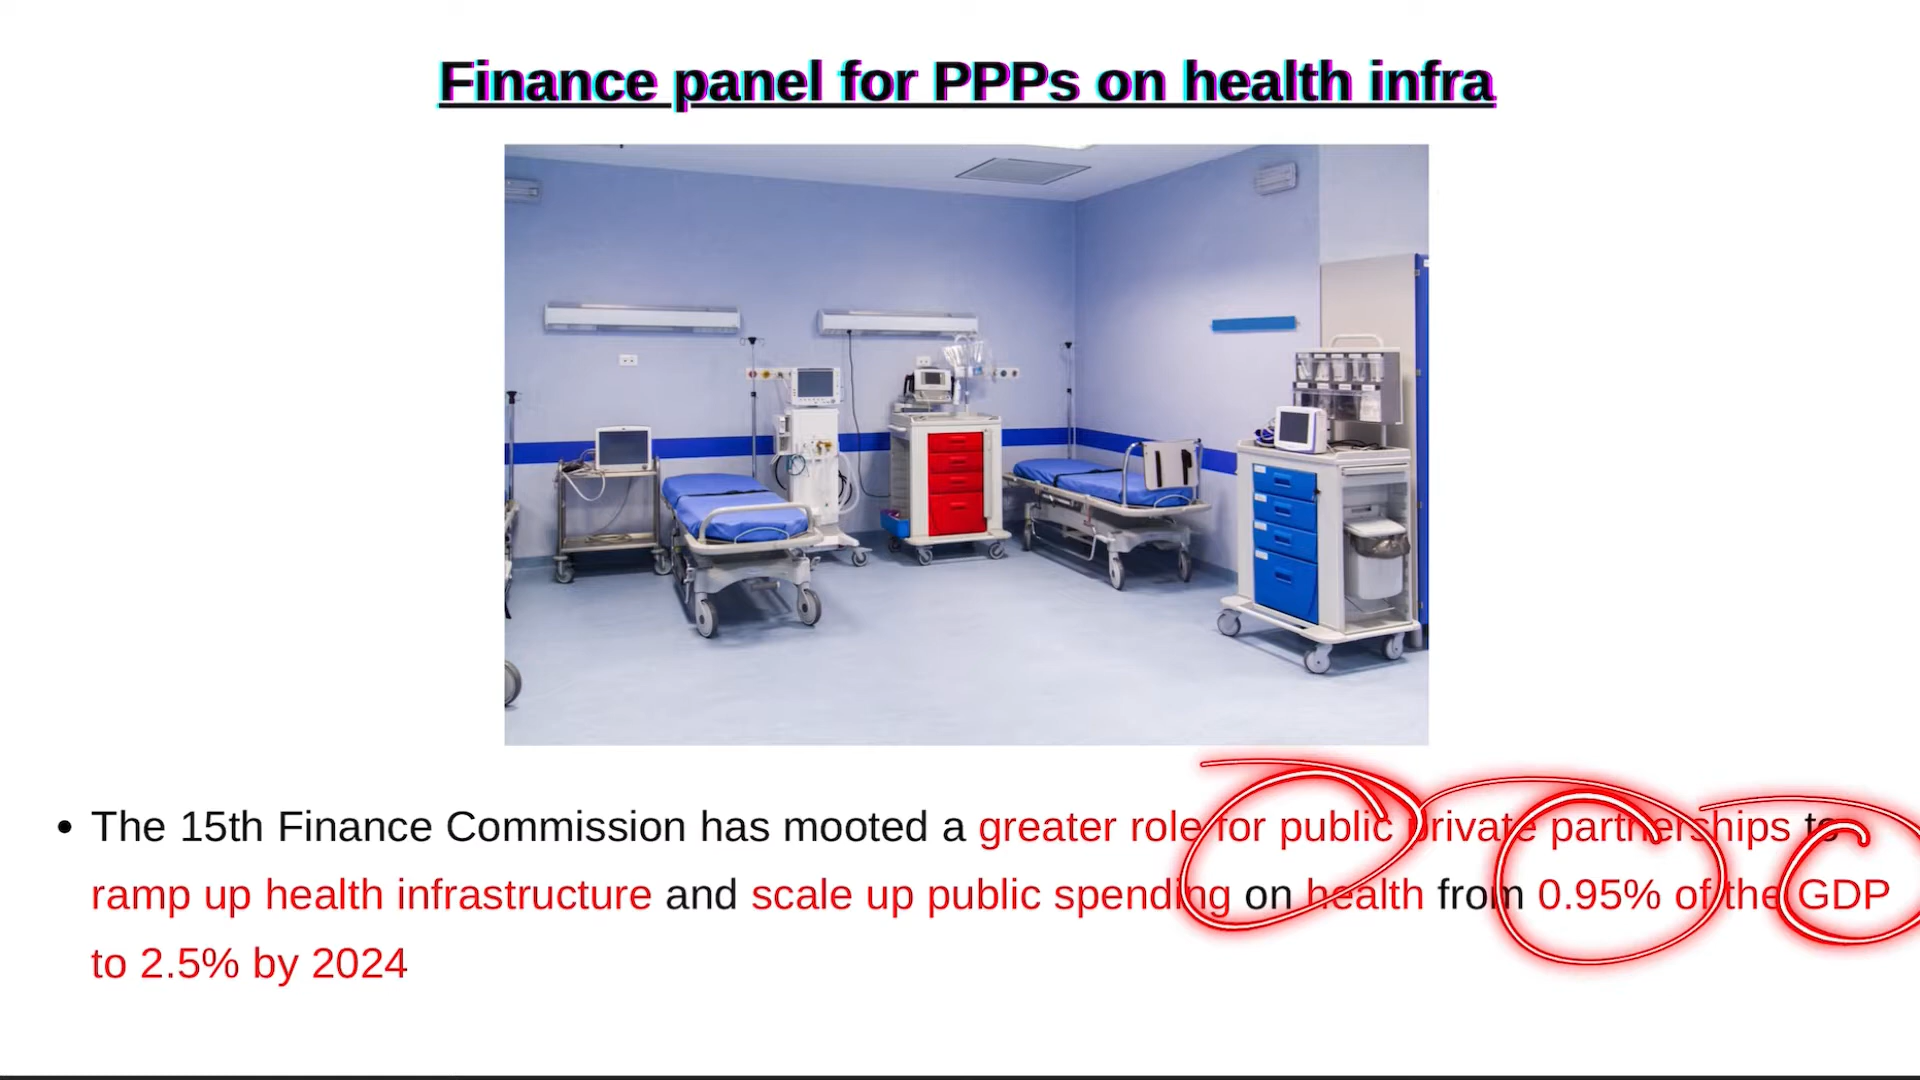 Finance panel for PPPs on health infra
• The 15th Finance Commission has mooted a greater role for public private partnerships to
ramp up health infrastructure and scale up public spending on health from 0.95% of the GDP
to 2.5% by 2024